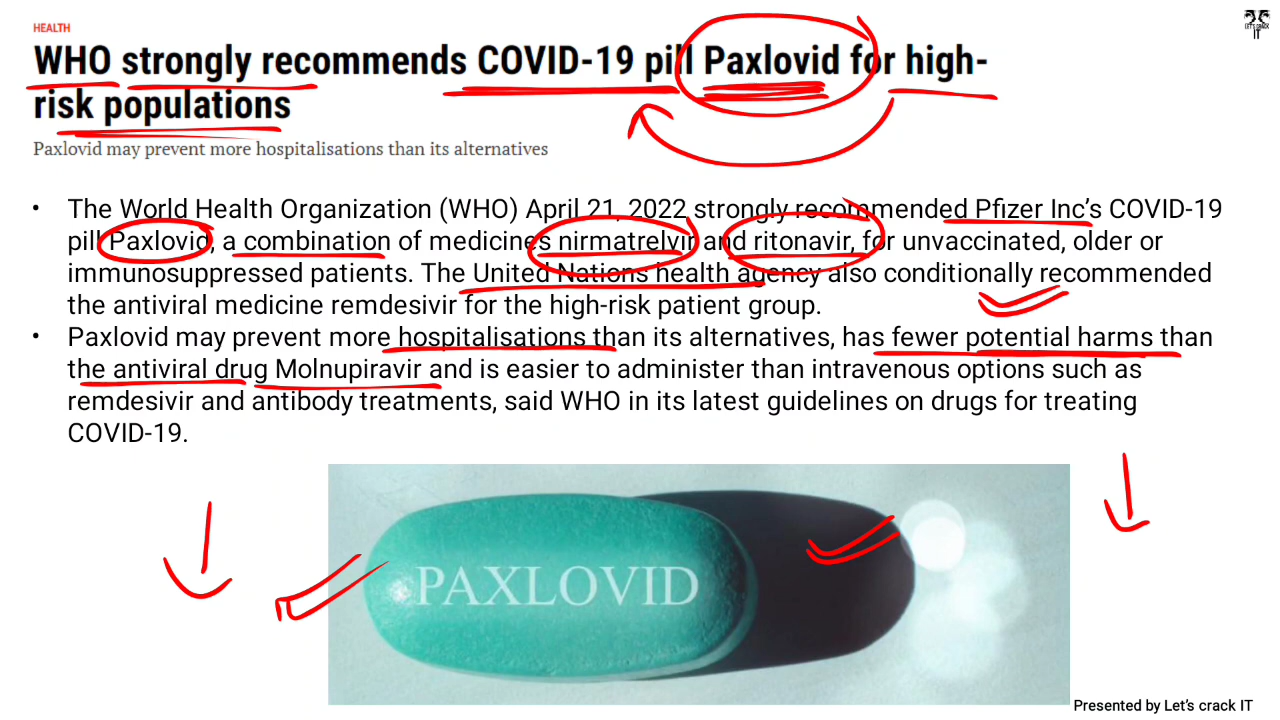 HEALTH
WHO strongly recommends COVID-19 pill Paxlovid for high-
risk populations
Paxlovid may prevent more hospitalisations than its alternatives
• The World Health Organization (WHO) April 21, 2022 strongly recommended Pfizer Inc's COVID-19
pill Paxlovid, a combination of medicines nirmatrelvir and ritonavir, for unvaccinated, older or
immunosuppressed patients. The United Nations health agency also conditionally recommended
the antiviral medicine remdesivir for the high-risk patient group.
• Paxlovid may prevent more hospitalisations than its alternatives, has fewer potential harms than
the antiviral drug Molnupiravir and is easier to administer than intravenous options such as
remdesivir and antibody treatments, said WHO in its latest guidelines on drugs for treating
COVID-19.
PAXLOVID
Presented by Let's crack IT
LET'S CRACK
IT